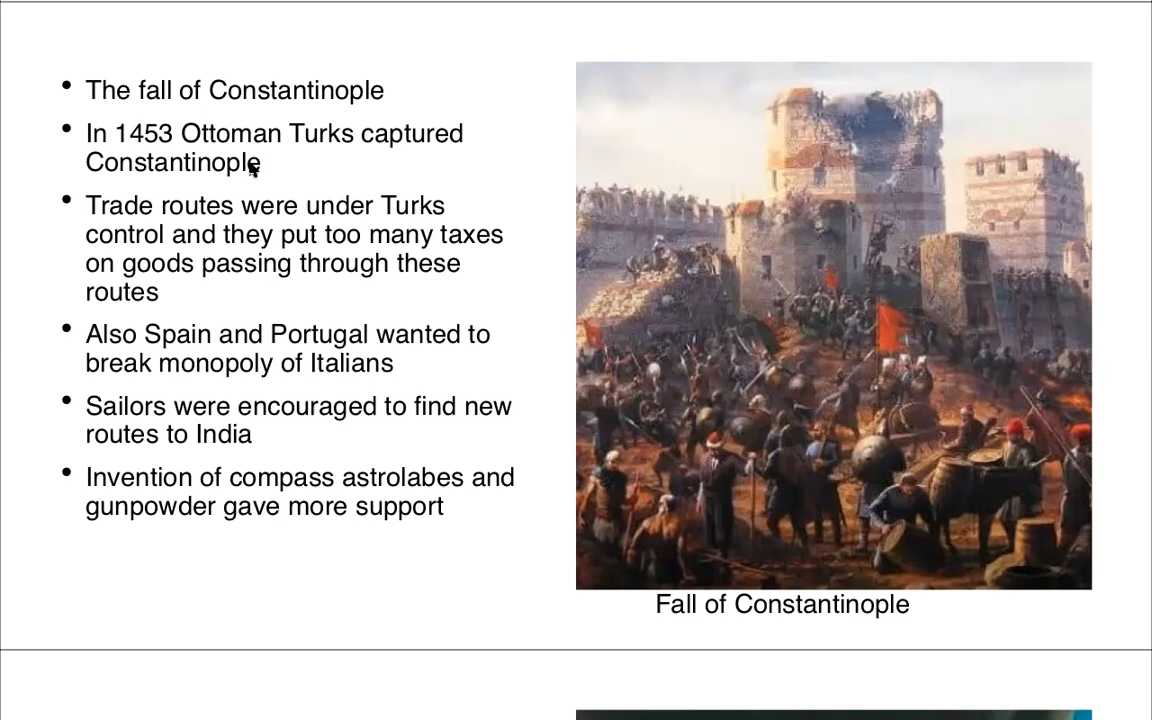 • The fall of Constantinople
• In 1453 Ottoman Turks captured
Constantinople
• Trade routes were under Turks
control and they put too many taxes
on goods passing through these
routes
• Also Spain and Portugal wanted to
break monopoly of Italians
• Sailors were encouraged to find new
routes to India
• Invention of compass astrolabes and
gunpowder gave more support
Fall of Constantinople